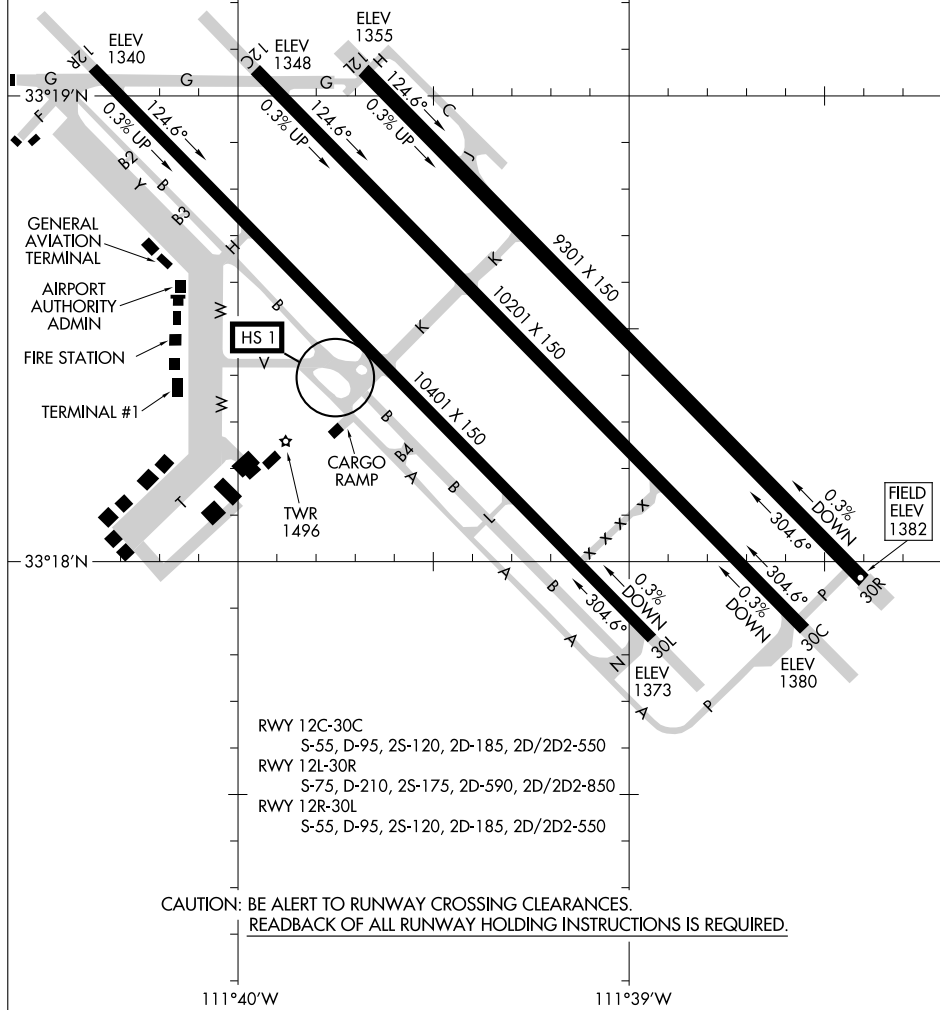 ELEV
1355
ELEV
1340
ELEV
1348
12R
12C
12L
H
G
G
G
33°19'N
F
124.6°
0.3% UP
124.6°
0.3% UP
124.6°
0.3% UP
C
J
B2
Y
B
B3
GENERAL
AVIATION
TERMINAL
H
K
9301 X 150
AIRPORT
AUTHORITY
ADMIN
W
B
10201 X 150
K
HS 1
FIRE STATION
V
TERMINAL #1
W
10401 X 150
B
B4
A
CARGO
RAMP
B
TWR
1496
T
L
X
X
X
X
0.3%
DOWN
304.6°
FIELD
ELEV
1382
33°18'N
A
B
304.6°
0.3%
DOWN
304.6°
0.3%
DOWN
P
30R
A
N
30L
30C
ELEV
1373
ELEV
1380
A
P
RWY 12C-30C
S-55, D-95, 2S-120, 2D-185, 2D/2D2-550
RWY 12L-30R
S-75, D-210, 2S-175, 2D-590, 2D/2D2-850
RWY 12R-30L
S-55, D-95, 2S-120, 2D-185, 2D/2D2-550
CAUTION: BE ALERT TO RUNWAY CROSSING CLEARANCES.
READBACK OF ALL RUNWAY HOLDING INSTRUCTIONS IS REQUIRED.
111°40'W
111°39'W